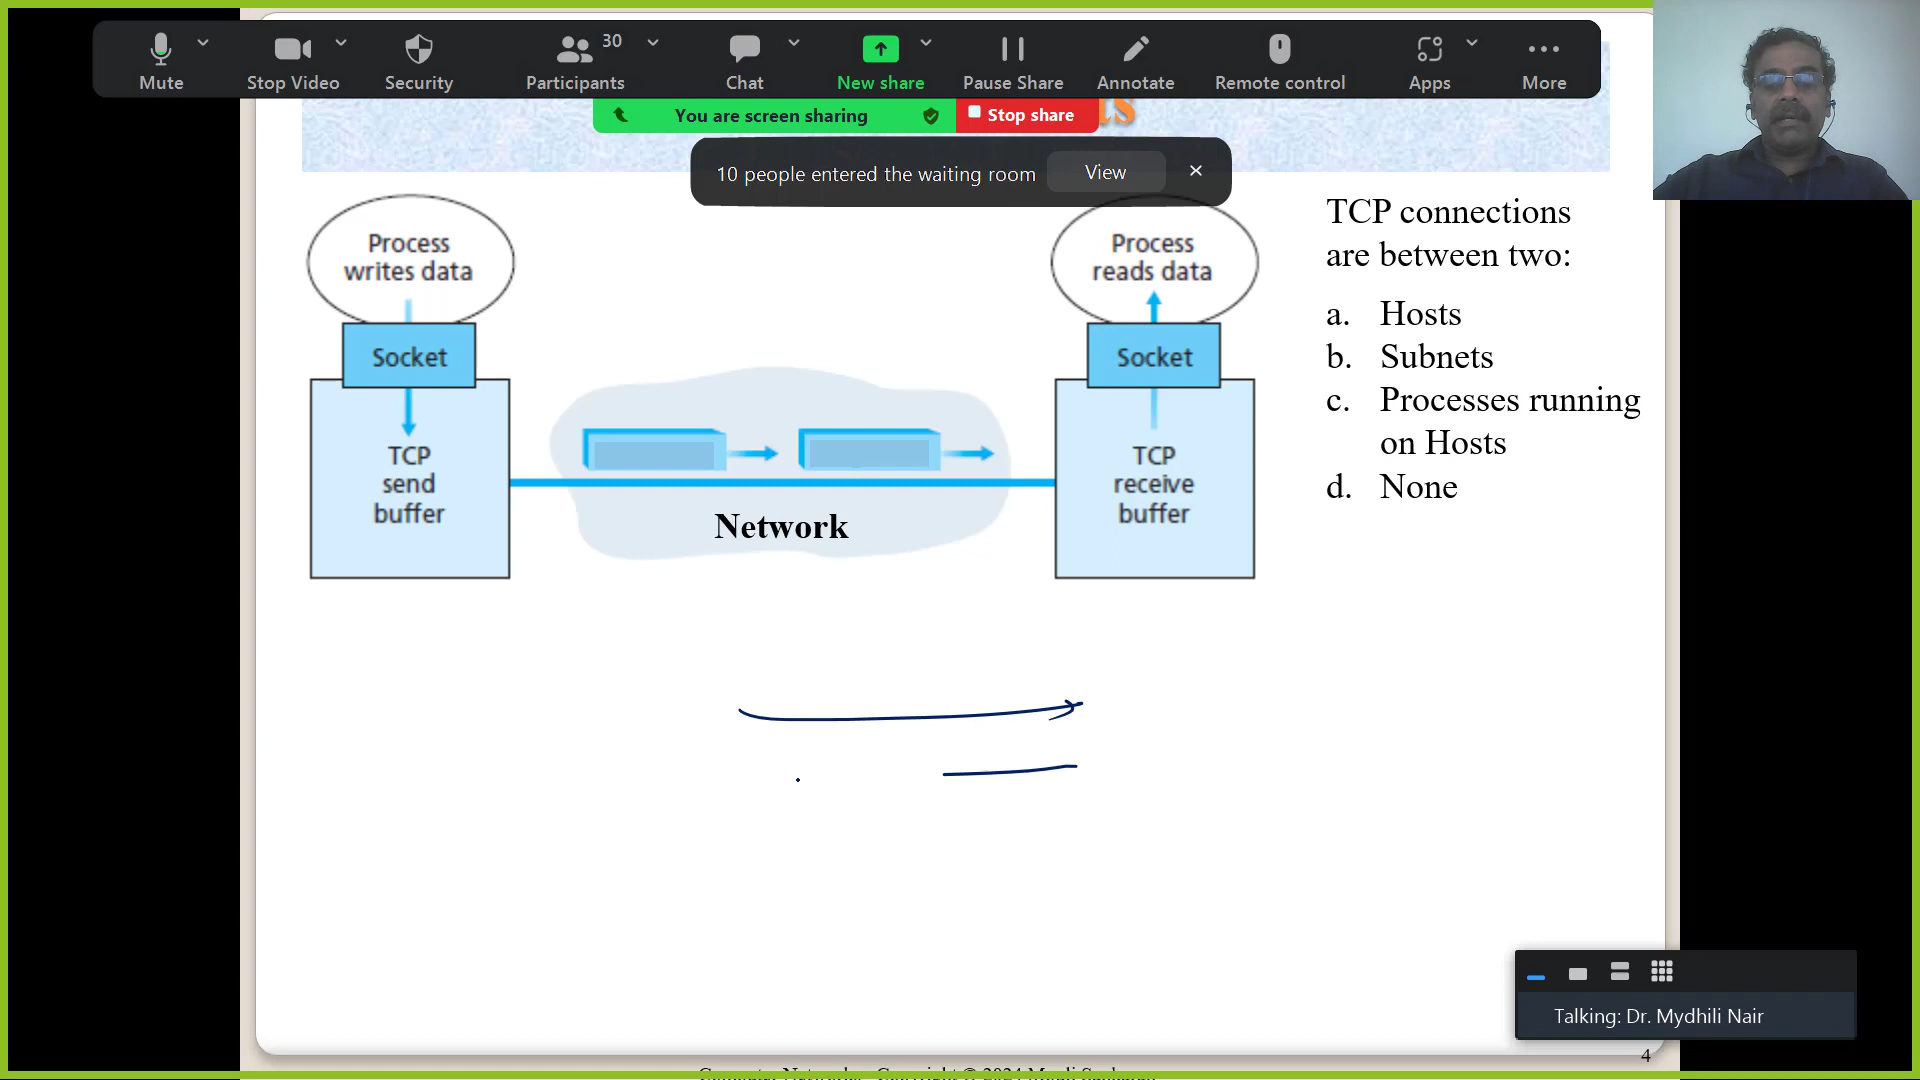 Mute
Stop Video
Security
Participants
30
Chat
New share
Pause Share
Annotate
Remote control
Apps
More
You are screen sharing
Stop share
10 people entered the waiting room
View
Process
writes data
Socket
TCP
send
buffer
Network
Process
reads data
Socket
TCP
receive
buffer
TCP connections
are between two:
a. Hosts
b. Subnets
c. Processes running
on Hosts
d. None
Talking: Dr. Mydhili Nair
4